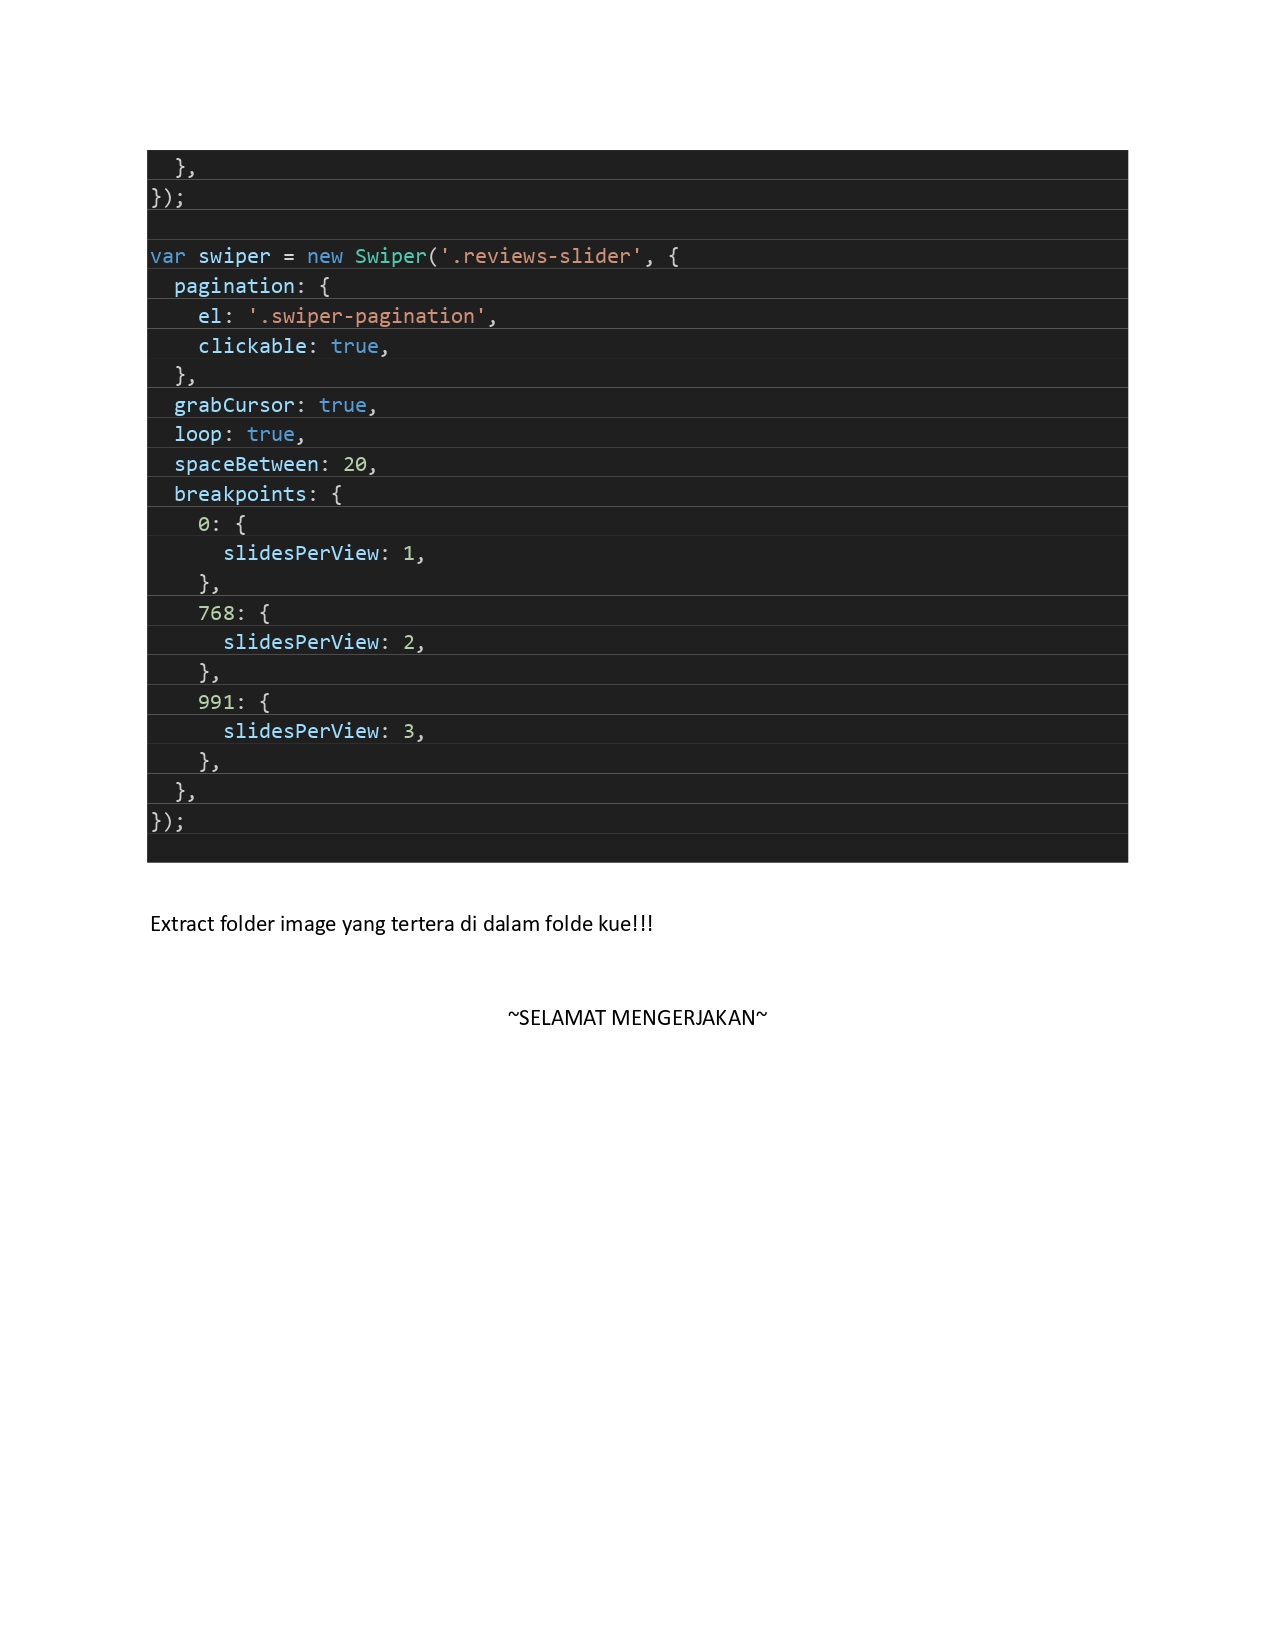 },
});

var swiper = new Swiper('.reviews-slider', {
  pagination: {
    el: '.swiper-pagination',
    clickable: true,
  },
  grabCursor: true,
  loop: true,
  spaceBetween: 20,
  breakpoints: {
    0: {
      slidesPerView: 1,
    },
    768: {
      slidesPerView: 2,
    },
    991: {
      slidesPerView: 3,
    },
  },
});

Extract folder image yang tertera di dalam folde kue!!!

~SELAMAT MENGERJAKAN~